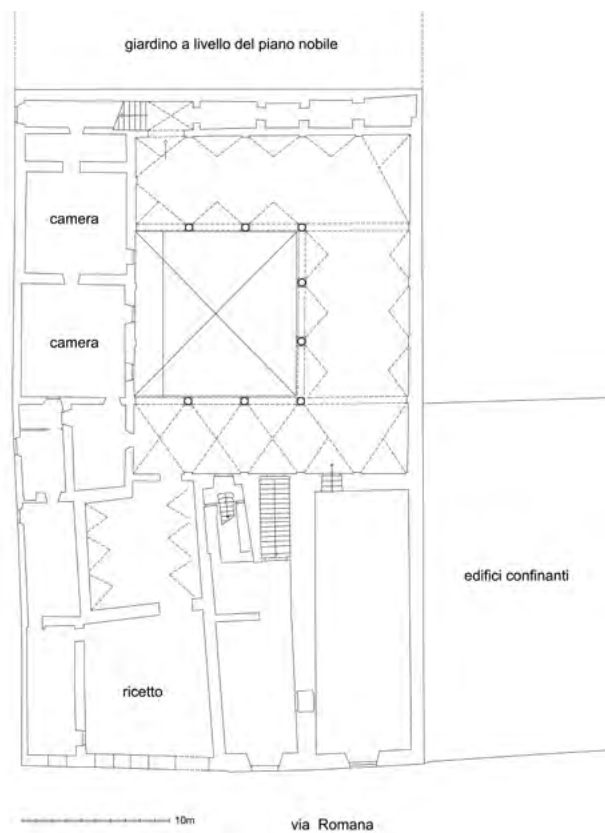 giardino a livello del piano nobile
camera
camera
edifici confinanti
ricetto
10m
via Romana